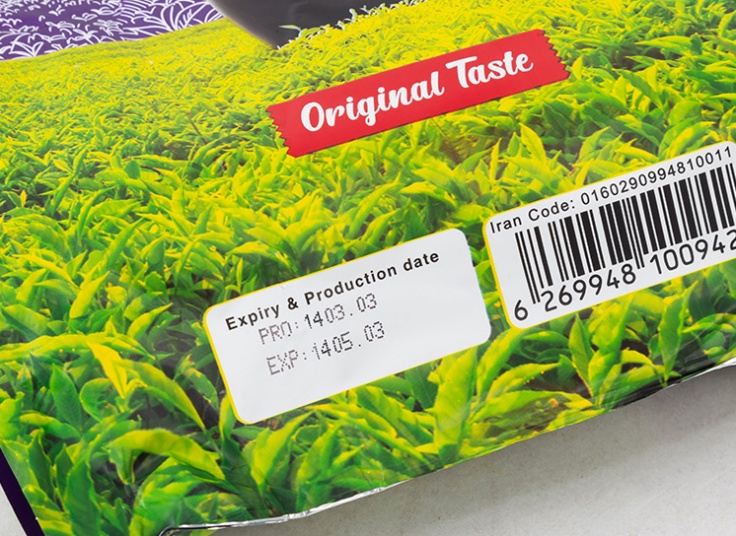 Original Taste
Iran Code: 0160290994810011
6 269948 100942
Expiry & Production date
PRO: 1403.03
EXP: 1405.03